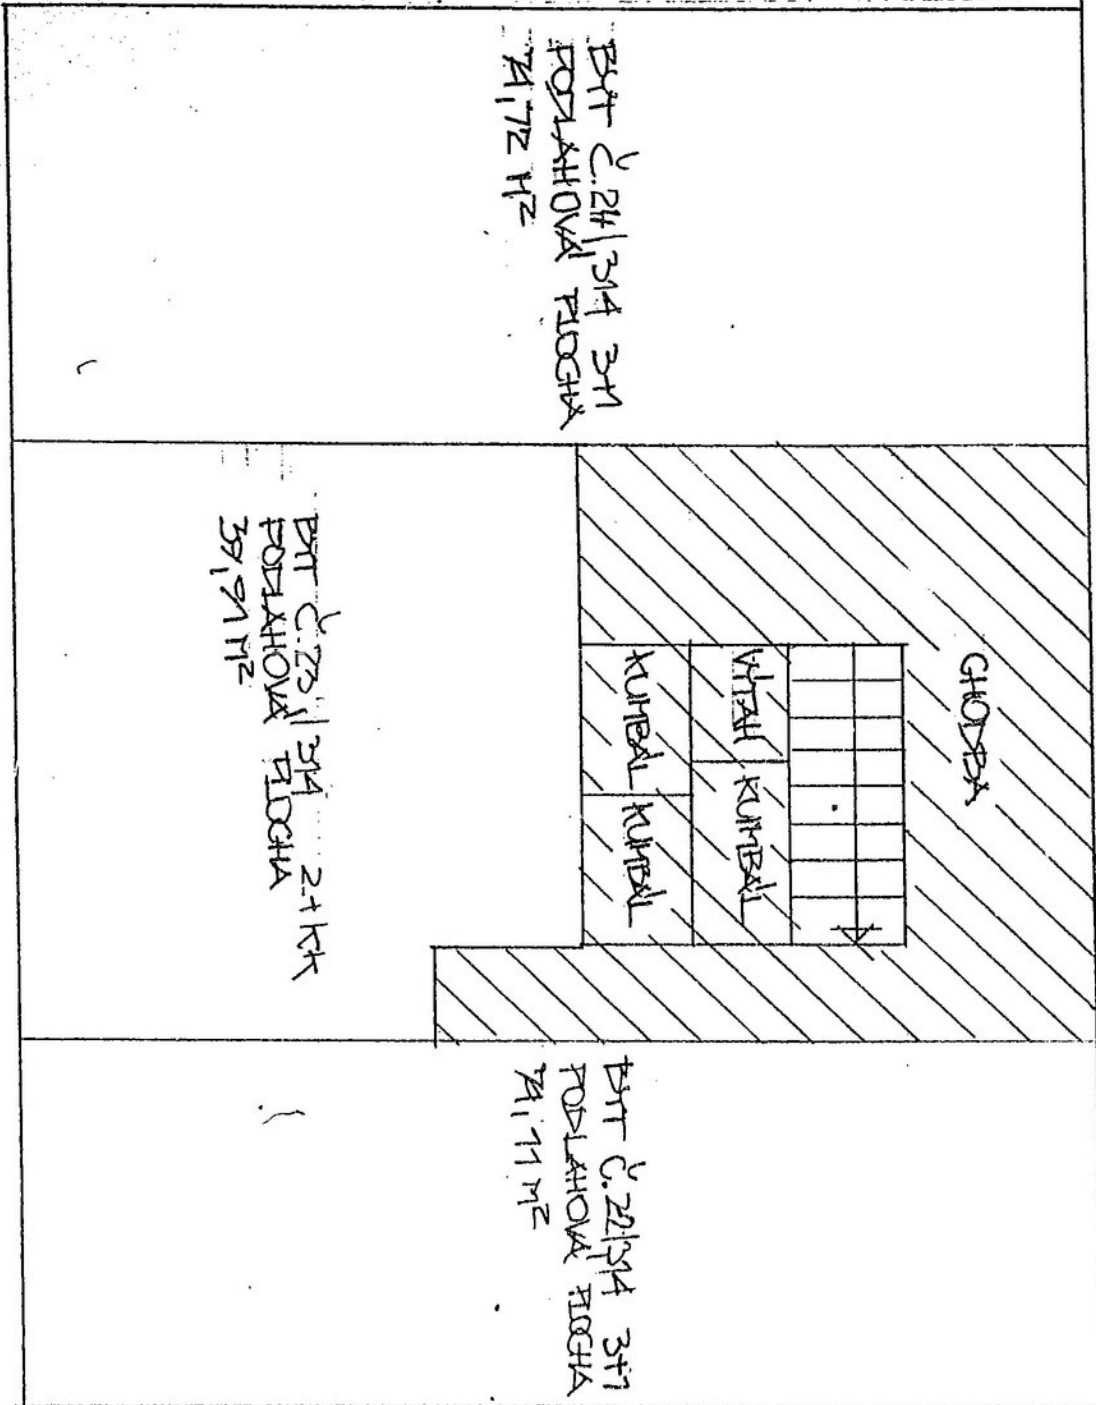 BYT Č.24/314 3+1
PODLAHOVÁ PLOCHA
74,72 M²
CHODBA
VÝTAH
KUMBÁL
KUMBÁL
KUMBÁL
BYT Č.23/314 2+KK
PODLAHOVÁ PLOCHA
39,91 M²
BYT Č.22/314 3+1
PODLAHOVÁ PLOCHA
74,11 M²